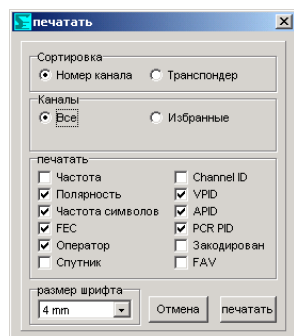 печатать
Сортировка
Номер канала Транспондер
Каналы
Все Избранные
печатать
Частота Channel ID
Полярность VPID
Частота символов APID
FEC PCR PID
Оператор Закодирован
Спутник FAV
размер шрифта
4 mm Отмена печатать